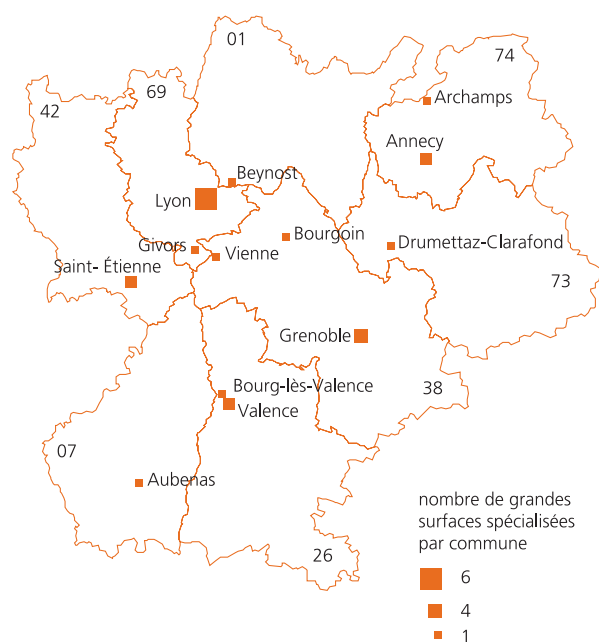 01
74
69
42
Archamps
Annecy
Beynost
Lyon
Bourgoin
Givors
Vienne
Drumettaz-Clarafond
Saint- Étienne
73
Grenoble
Bourg-lès-Valence
38
Valence
07
Aubenas
26
nombre de grandes
surfaces spécialisées
par commune
6
4
1